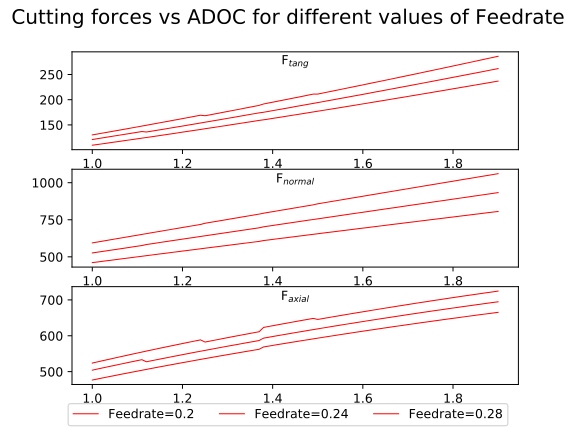 Cutting forces vs ADOC for different values of Feedrate
F_tang
250
200
150
1.0 1.2 1.4 1.6 1.8
F_normal
1000
750
500
1.0 1.2 1.4 1.6 1.8
F_axial
700
600
500
1.0 1.2 1.4 1.6 1.8
Feedrate=0.2 Feedrate=0.24 Feedrate=0.28